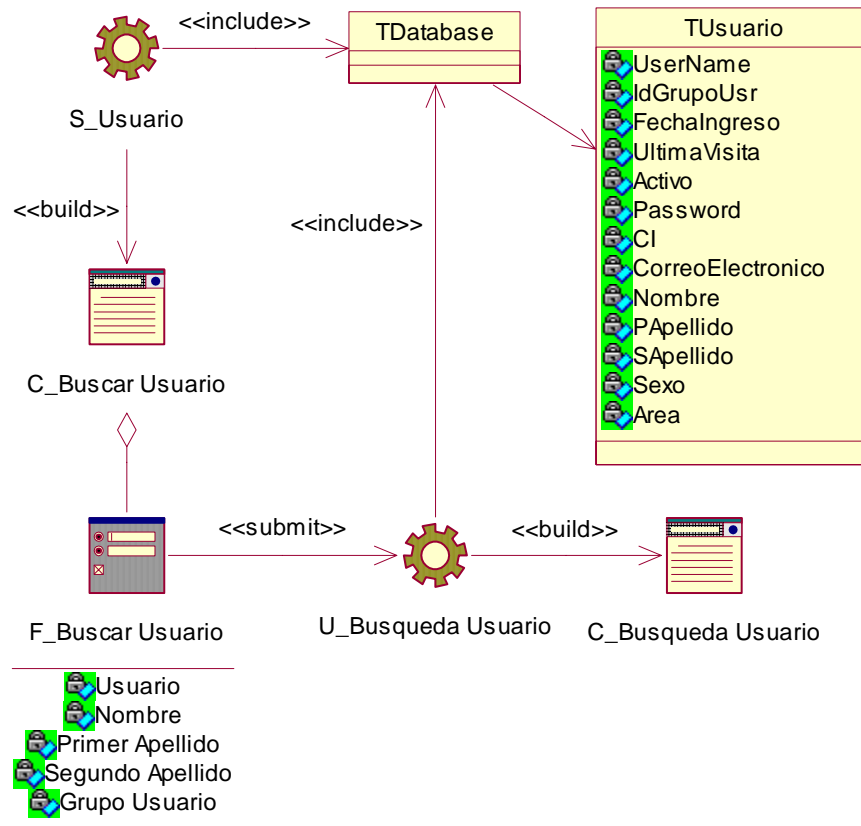 <<include>>
TDatabase
TUsuario
UserName
IdGrupoUsr
FechaIngreso
UltimaVisita
Activo
Password
CI
CorreoElectronico
Nombre
PApellido
SApellido
Sexo
Area
S_Usuario
<<build>>
<<include>>
C_Buscar Usuario
<<submit>>
<<build>>
F_Buscar Usuario
U_Busqueda Usuario
C_Busqueda Usuario
Usuario
Nombre
Primer Apellido
Segundo Apellido
Grupo Usuario